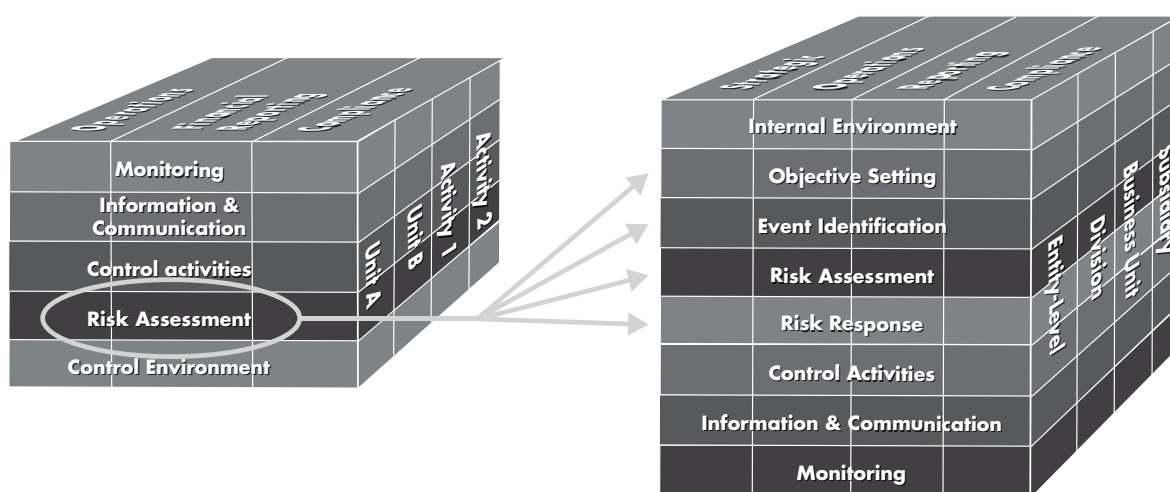 Operations
Financial
Reporting
Compliance
Monitoring
Information &
Communication
Control activities
Risk Assessment
Control Environment
Unit A
Unit B
Activity 1
Activity 2
Strategic
Operations
Reporting
Compliance
Internal Environment
Objective Setting
Event Identification
Risk Assessment
Risk Response
Control Activities
Information & Communication
Monitoring
Entity-Level
Division
Business Unit
Subsidiary